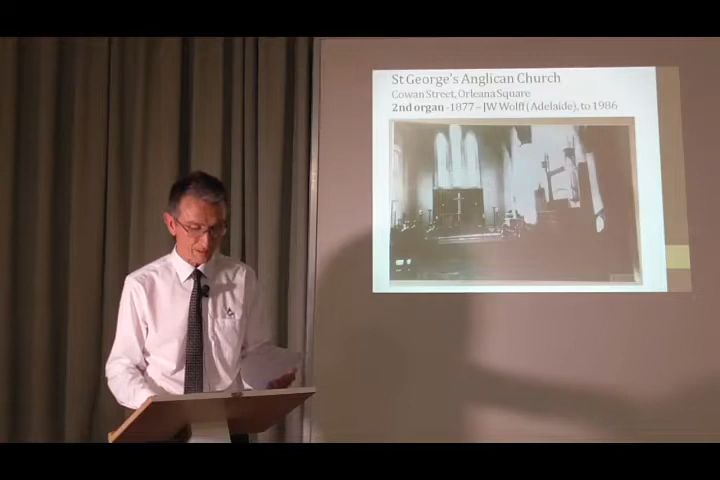 St George's Anglican Church
Cowan Street, Orleana Square
2nd organ -1877 – JW Wolff (Adelaide), to 1986